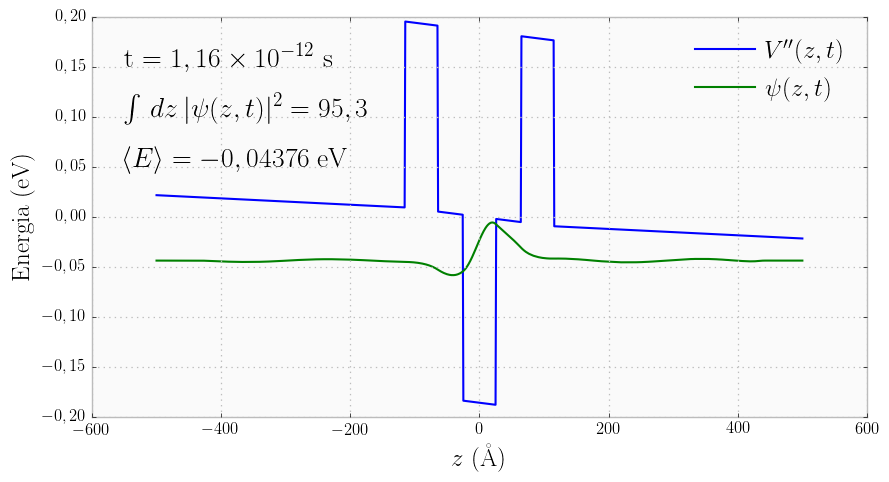 0,20
0,15
0,10
0,05
0,00
−0,05
−0,10
−0,15
−0,20
Energia (eV)
t = 1,16 × 10⁻¹² s
∫ dz |ψ(z, t)|² = 95,3
⟨E⟩ = −0,04376 eV
V′′(z, t)
ψ(z, t)
−600 −400 −200 0 200 400 600
z (Å)